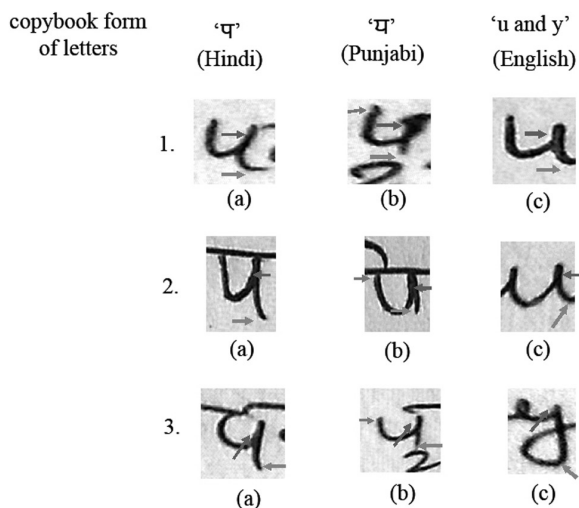 copybook form of letters
'प' (Hindi)
'ਪ' (Punjabi)
'u and y' (English)
1.
(a) (b) (c)
2.
u
(a) (b) (c)
3.
y
(a) (b) (c)